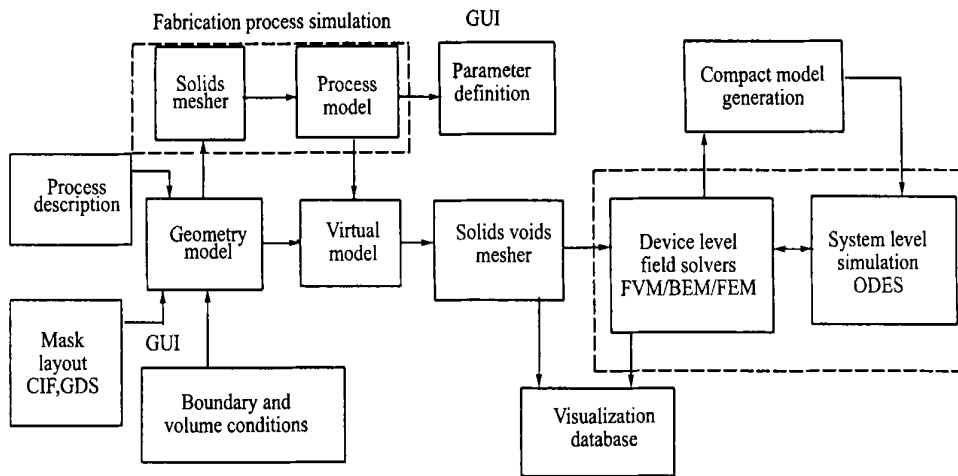 Fabrication process simulation
GUI
Solids
mesher
Process
model
Parameter
definition
Compact model
generation
Process
description
Geometry
model
Virtual
model
Solids voids
mesher
Device level
field solvers
FVM/BEM/FEM
System level
simulation
ODES
Mask
layout
CIF,GDS
GUI
Boundary and
volume conditions
Visualization
database